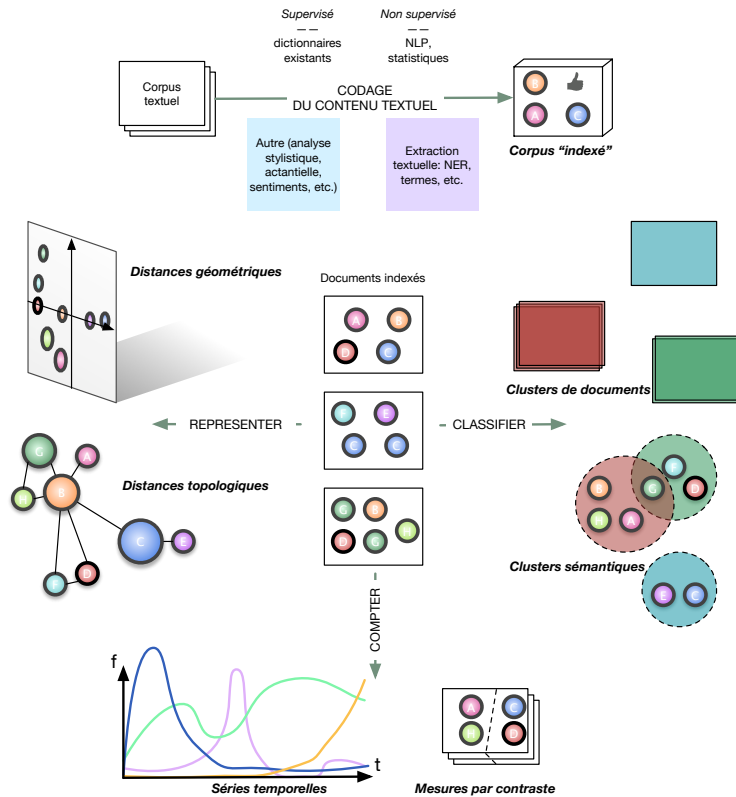 Supervisé
Non supervisé
dictionnaires
existants
NLP,
statistiques
Corpus
textuel
CODAGE
DU CONTENU TEXTUEL
B
A
C
Autre (analyse
stylistique,
actantielle,
sentiments, etc.)
Extraction
textuelle: NER,
termes, etc.
Corpus “indexé”
Distances géométriques
Documents indexés
A
B
D
C
Clusters de documents
F
E
C
C
REPRESENTER
CLASSIFIER
G
A
B
H
C
E
F
D
Distances topologiques
G
B
H
D
G
F
B
G
D
H
A
Clusters sémantiques
E
C
COMPTER
f
t
Séries temporelles
A
C
H
D
Mesures par contraste